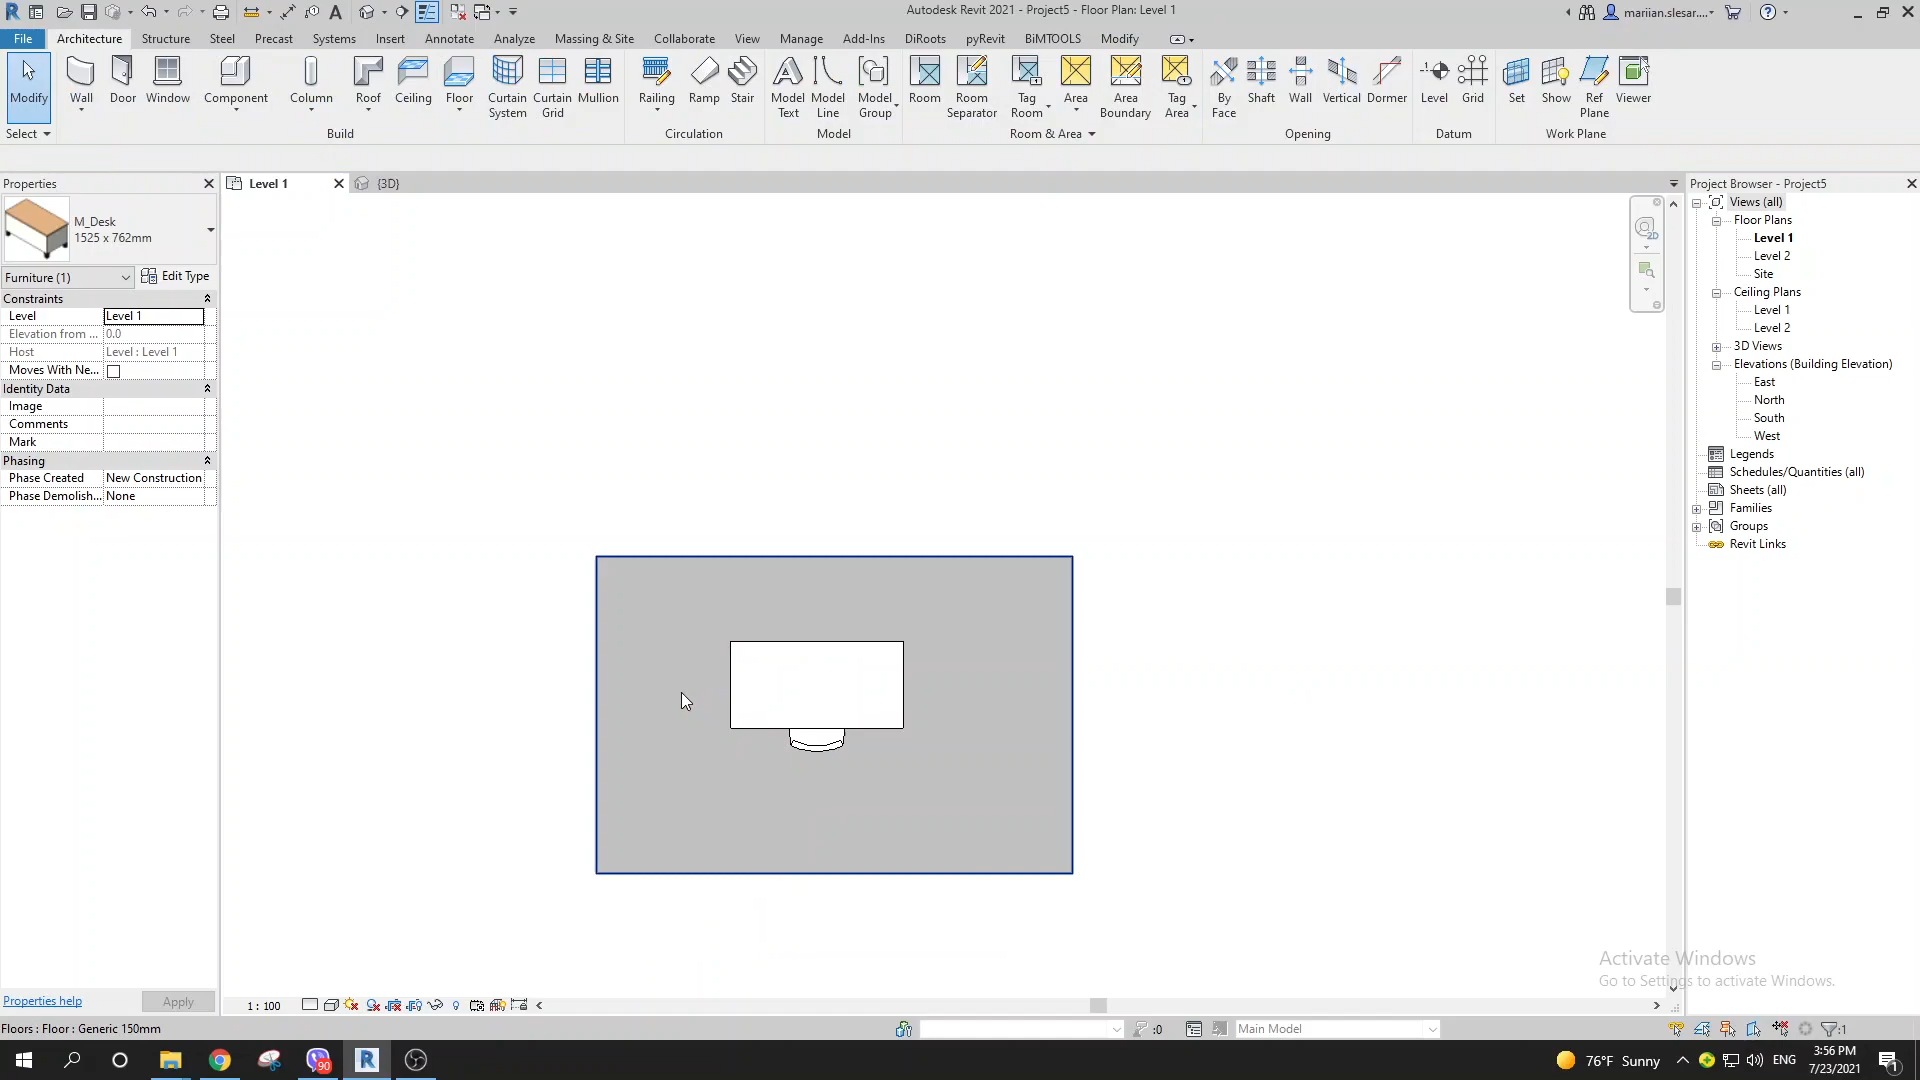 Autodesk Revit 2021 - Project5 - Floor Plan: Level 1
mariian.slesar....
File Architecture Structure Steel Precast Systems Insert Annotate Analyze Massing & Site Collaborate View Manage Add-Ins DiRoots pyRevit BiMTOOLS Modify
Modify Wall Door Window Component Column Roof Ceiling Floor Curtain System Curtain Grid Mullion Railing Ramp Stair Model Text Model Line Model Group Room Room Separator Tag Room Area Area Boundary Tag Area By Face Shaft Wall Vertical Dormer Level Grid Set Show Ref Plane Viewer
Select Build Circulation Model Room & Area Opening Datum Work Plane
Properties
M_Desk
1525 x 762mm
Furniture (1) Edit Type
Constraints
Level Level 1
Elevation from ... 0.0
Host Level : Level 1
Moves With Ne...
Identity Data
Image
Comments
Mark
Phasing
Phase Created New Construction
Phase Demolish... None
Properties help Apply
Level 1 {3D}
2D
Project Browser - Project5
Views (all)
Floor Plans
Level 1
Level 2
Site
Ceiling Plans
Level 1
Level 2
3D Views
Elevations (Building Elevation)
East
North
South
West
Legends
Schedules/Quantities (all)
Sheets (all)
Families
Groups
Revit Links
Activate Windows
Go to Settings to activate Windows.
1 : 100
Floors : Floor : Generic 150mm :0 Main Model :1
90
76°F Sunny ENG 3:56 PM
7/23/2021
1